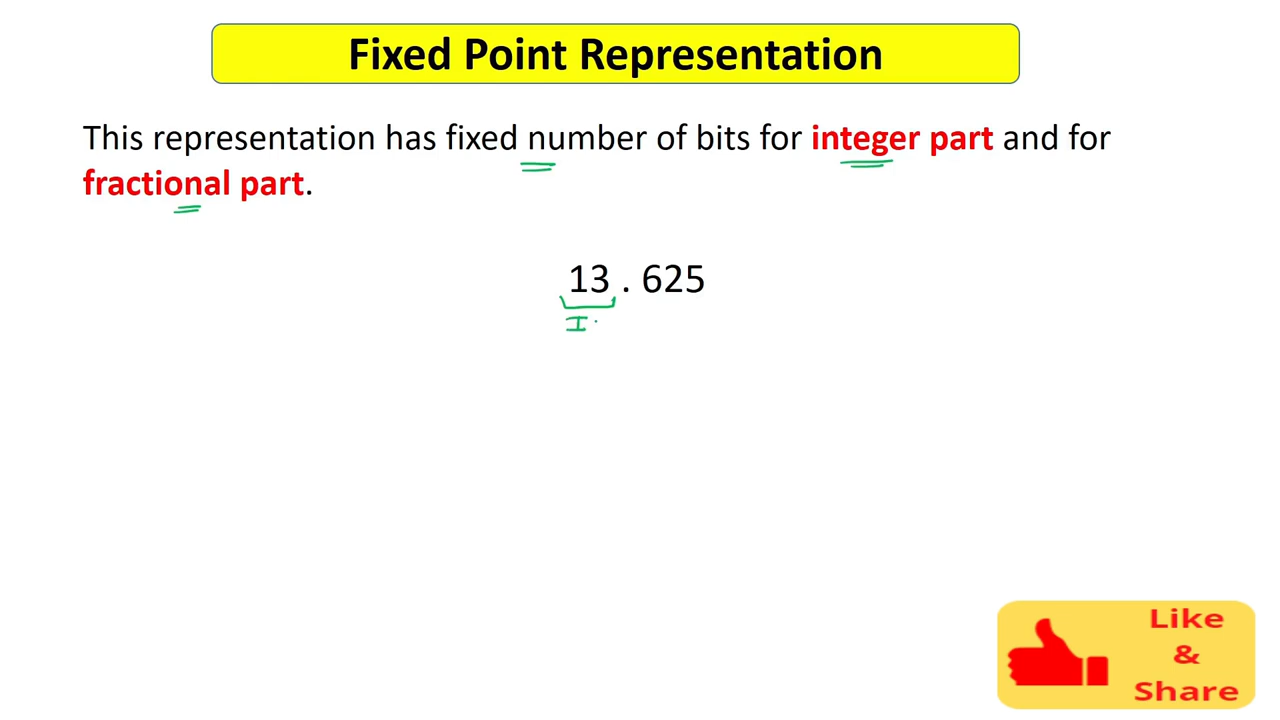 Fixed Point Representation
This representation has fixed number of bits for integer part and for
fractional part.
13 . 625
I
Like
&
Share